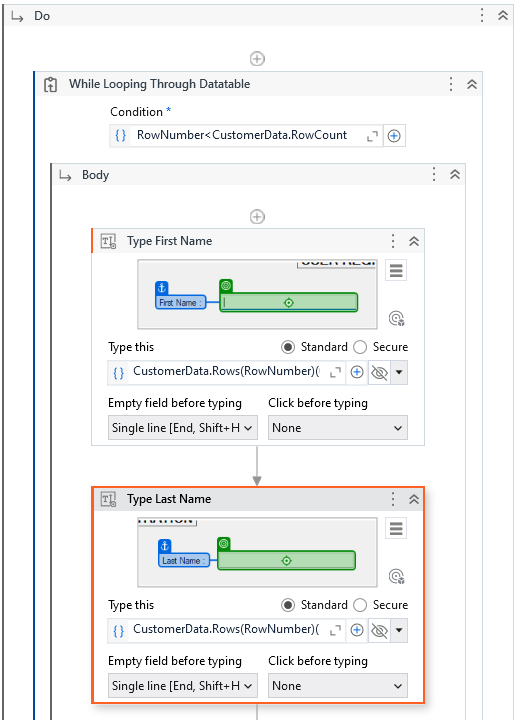 Do
While Looping Through Datatable
Condition *
RowNumber<CustomerData.RowCount
Body
Type First Name
First Name :
Type this
Standard
Secure
CustomerData.Rows(RowNumber)(
Empty field before typing
Click before typing
Single line [End, Shift+H
None
Type Last Name
Last Name :
Type this
Standard
Secure
CustomerData.Rows(RowNumber)(
Empty field before typing
Click before typing
Single line [End, Shift+H
None